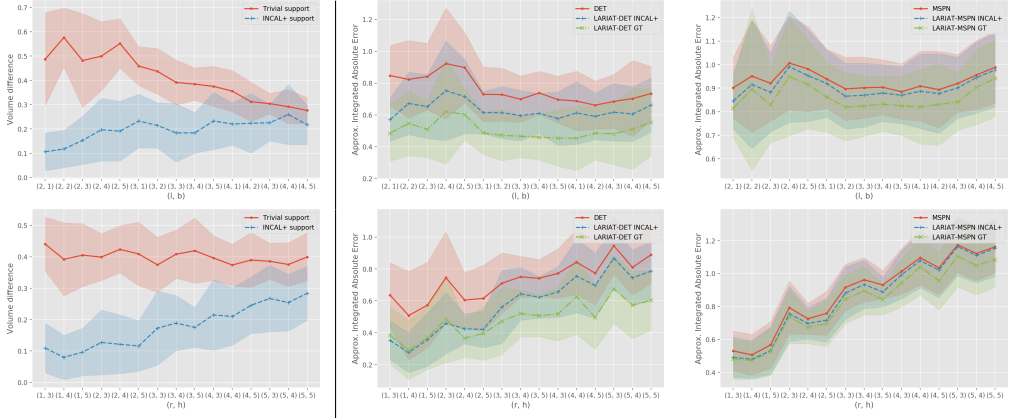 0.7
0.6
0.5
0.4
0.3
0.2
0.1
0.0
Volume difference
Trivial support
INCAL+ support
(2, 1) (2, 2) (2, 3) (2, 4) (2, 5) (3, 1) (3, 2) (3, 3) (3, 4) (3, 5) (4, 1) (4, 2) (4, 3) (4, 4) (4, 5)
(l, b)
1.2
1.0
0.8
0.6
0.4
0.2
Approx. Integrated Absolute Error
DET
LARIAT-DET INCAL+
LARIAT-DET GT
(2, 1) (2, 2) (2, 3) (2, 4) (2, 5) (3, 1) (3, 2) (3, 3) (3, 4) (3, 5) (4, 1) (4, 2) (4, 3) (4, 4) (4, 5)
(l, b)
1.2
1.1
1.0
0.9
0.8
0.7
0.6
Approx. Integrated Absolute Error
MSPN
LARIAT-MSPN INCAL+
LARIAT-MSPN GT
(2, 1) (2, 2) (2, 3) (2, 4) (2, 5) (3, 1) (3, 2) (3, 3) (3, 4) (3, 5) (4, 1) (4, 2) (4, 3) (4, 4) (4, 5)
(l, b)
0.5
0.4
0.3
0.2
0.1
0.0
Volume difference
Trivial support
INCAL+ support
(1, 3) (1, 4) (1, 5) (2, 3) (2, 4) (2, 5) (3, 3) (3, 4) (3, 5) (4, 3) (4, 4) (4, 5) (5, 3) (5, 4) (5, 5)
(r, h)
1.0
0.8
0.6
0.4
0.2
Approx. Integrated Absolute Error
DET
LARIAT-DET INCAL+
LARIAT-DET GT
(1, 3) (1, 4) (1, 5) (2, 3) (2, 4) (2, 5) (3, 3) (3, 4) (3, 5) (4, 3) (4, 4) (4, 5) (5, 3) (5, 4) (5, 5)
(r, h)
1.2
1.0
0.8
0.6
0.4
Approx. Integrated Absolute Error
MSPN
LARIAT-MSPN INCAL+
LARIAT-MSPN GT
(1, 3) (1, 4) (1, 5) (2, 3) (2, 4) (2, 5) (3, 3) (3, 4) (3, 5) (4, 3) (4, 4) (4, 5) (5, 3) (5, 4) (5, 5)
(r, h)